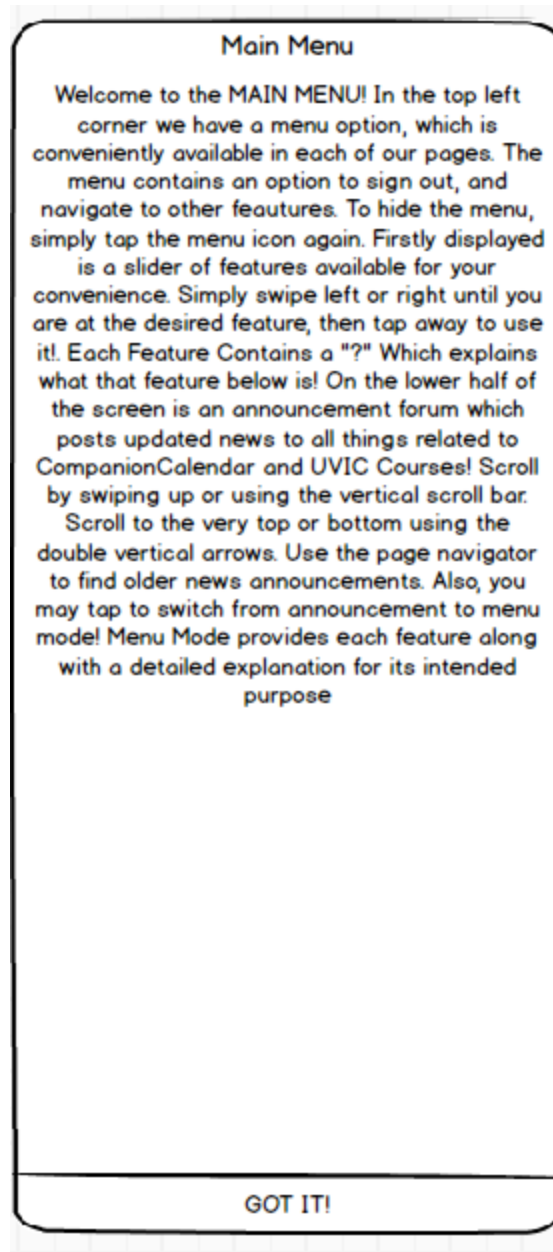 Main Menu
Welcome to the MAIN MENU! In the top left
corner we have a menu option, which is
conveniently available in each of our pages. The
menu contains an option to sign out, and
navigate to other feautures. To hide the menu,
simply tap the menu icon again. Firstly displayed
is a slider of features available for your
convenience. Simply swipe left or right until you
are at the desired feature, then tap away to use
it!. Each Feature Contains a "?" Which explains
what that feature below is! On the lower half of
the screen is an announcement forum which
posts updated news to all things related to
CompanionCalendar and UVIC Courses! Scroll
by swiping up or using the vertical scroll bar.
Scroll to the very top or bottom using the
double vertical arrows. Use the page navigator
to find older news announcements. Also, you
may tap to switch from announcement to menu
mode! Menu Mode provides each feature along
with a detailed explanation for its intended
purpose
GOT IT!